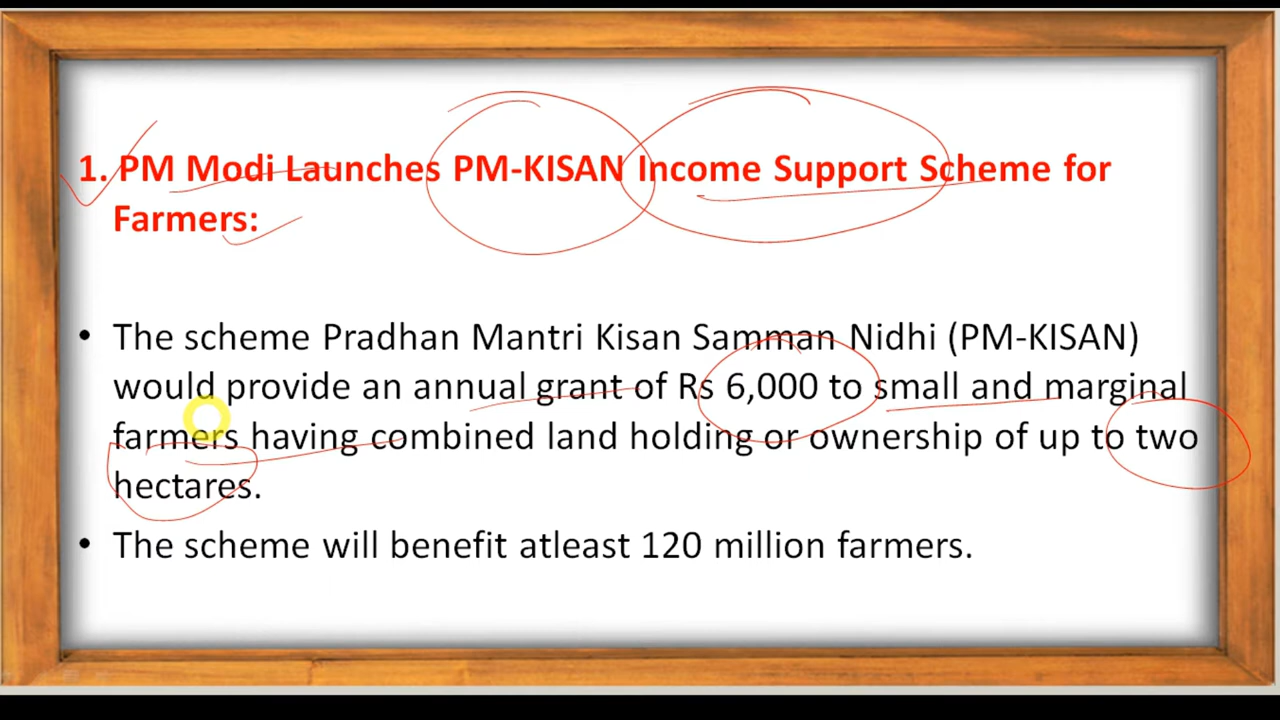 1. PM Modi Launches PM-KISAN Income Support Scheme for
Farmers:
• The scheme Pradhan Mantri Kisan Samman Nidhi (PM-KISAN)
would provide an annual grant of Rs 6,000 to small and marginal
farmers having combined land holding or ownership of up to two
hectares.
• The scheme will benefit atleast 120 million farmers.